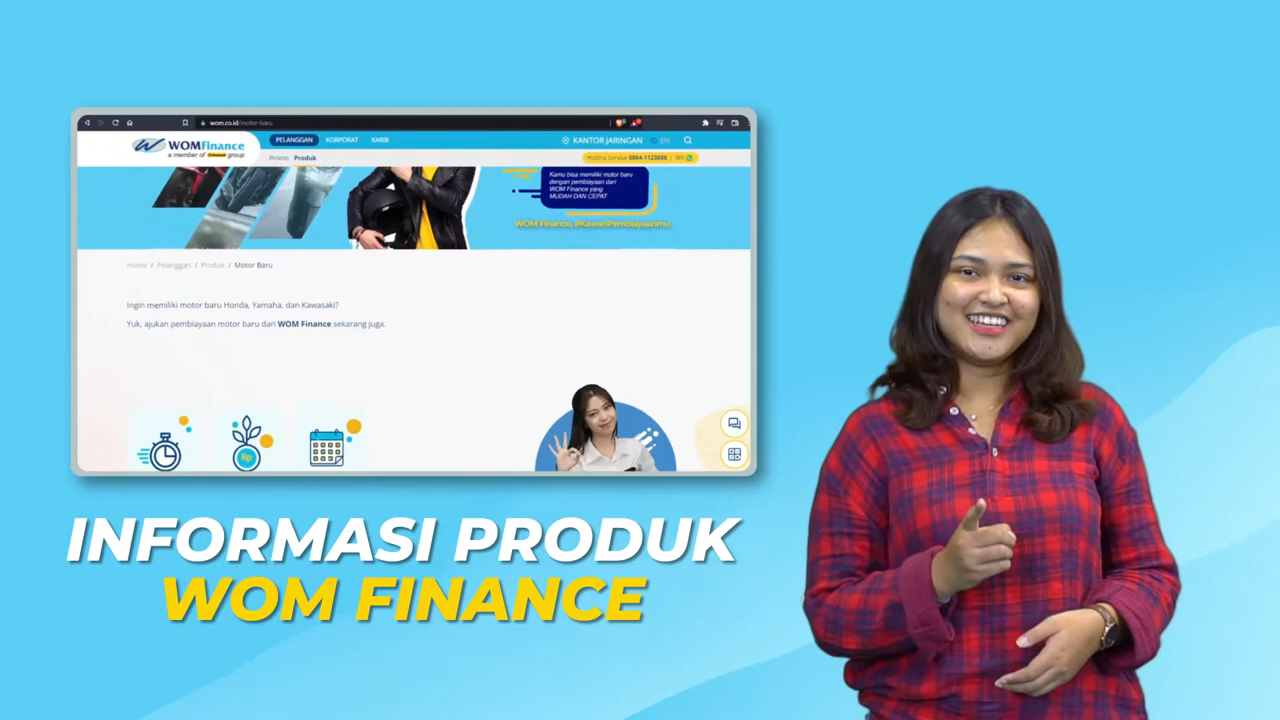 wom.co.id/motor-baru
WOMFinance
a member of Maybank group
PELANGGAN KORPORAT KARIR
KANTOR JARINGAN ID EN
Promo Produk
Hotline Service 0804-1123888 | WA
Kamu bisa memiliki motor baru
dengan pembiayaan dari
WOM Finance yang
MUDAH DAN CEPAT
WOM Finance, #KawanPembiayaanmu
Home / Pelanggan / Produk / Motor Baru
Ingin memiliki motor baru Honda, Yamaha, dan Kawasaki?
Yuk, ajukan pembiayaan motor baru dari WOM Finance sekarang juga.
Rp
INFORMASI PRODUK
WOM FINANCE